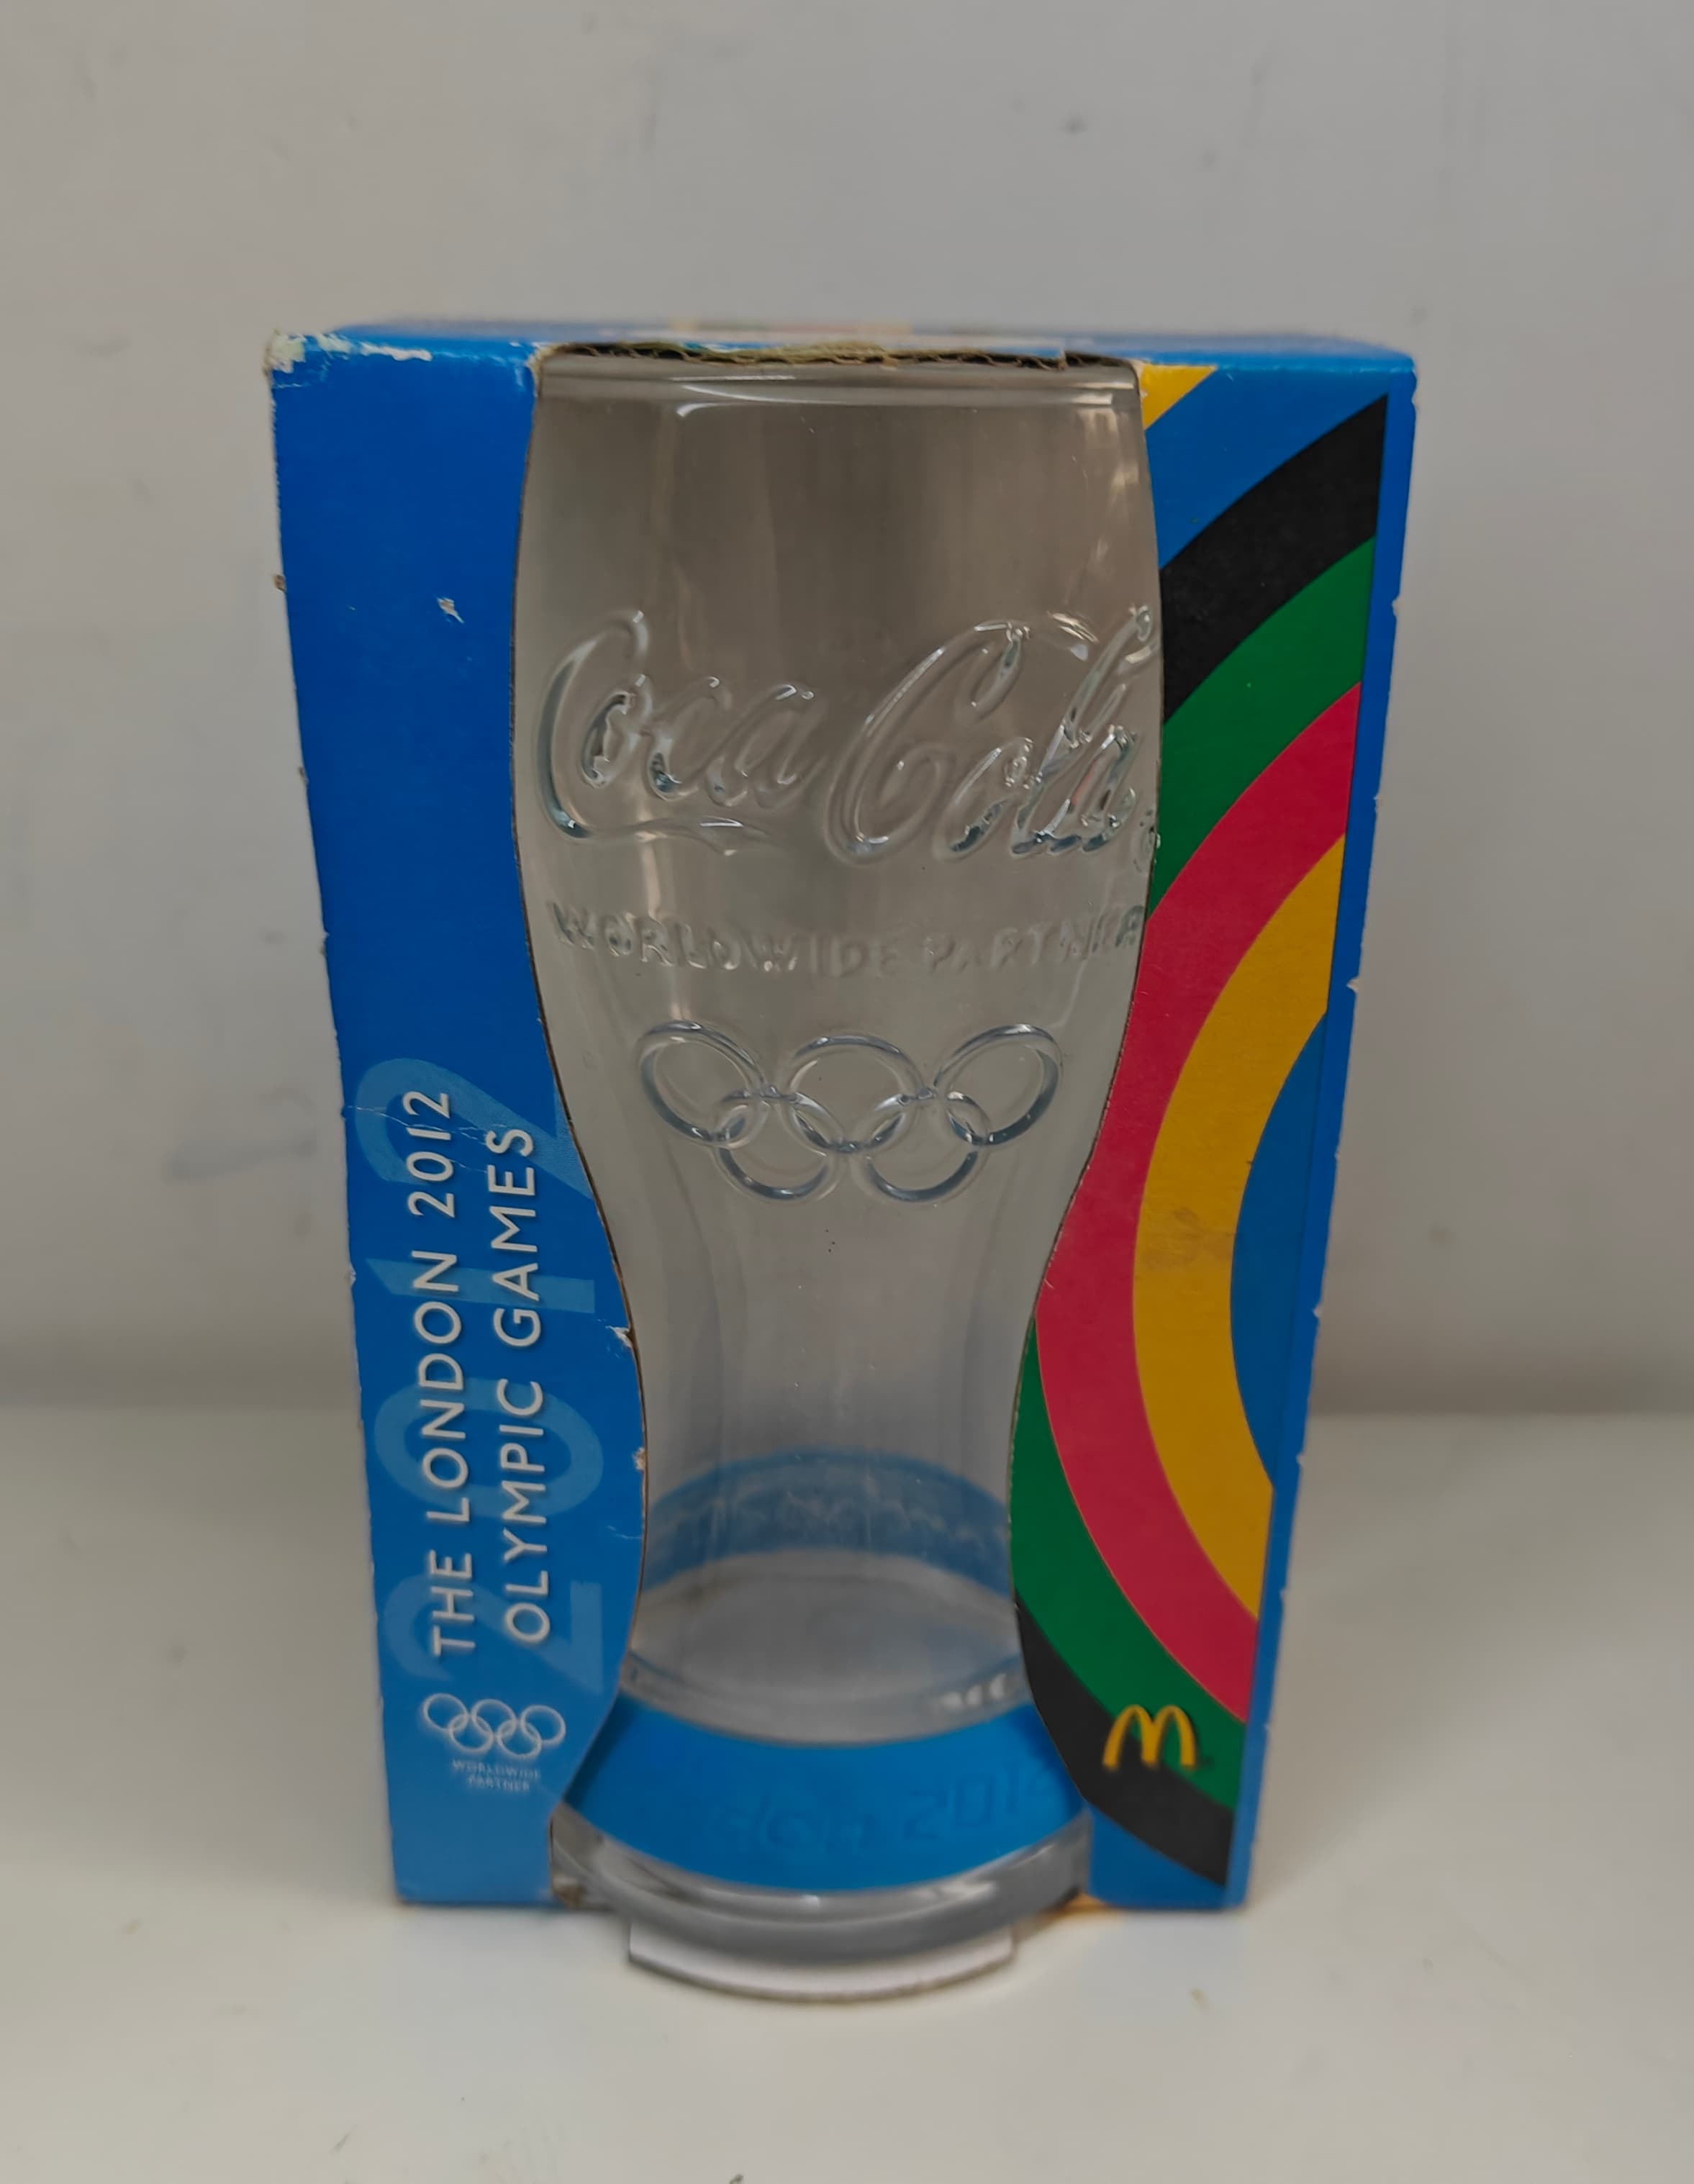 Coca-Cola
WORLDWIDE PARTNER
THE LONDON 2012
OLYMPIC GAMES
2012
WORLDWIDE
PARTNER
M